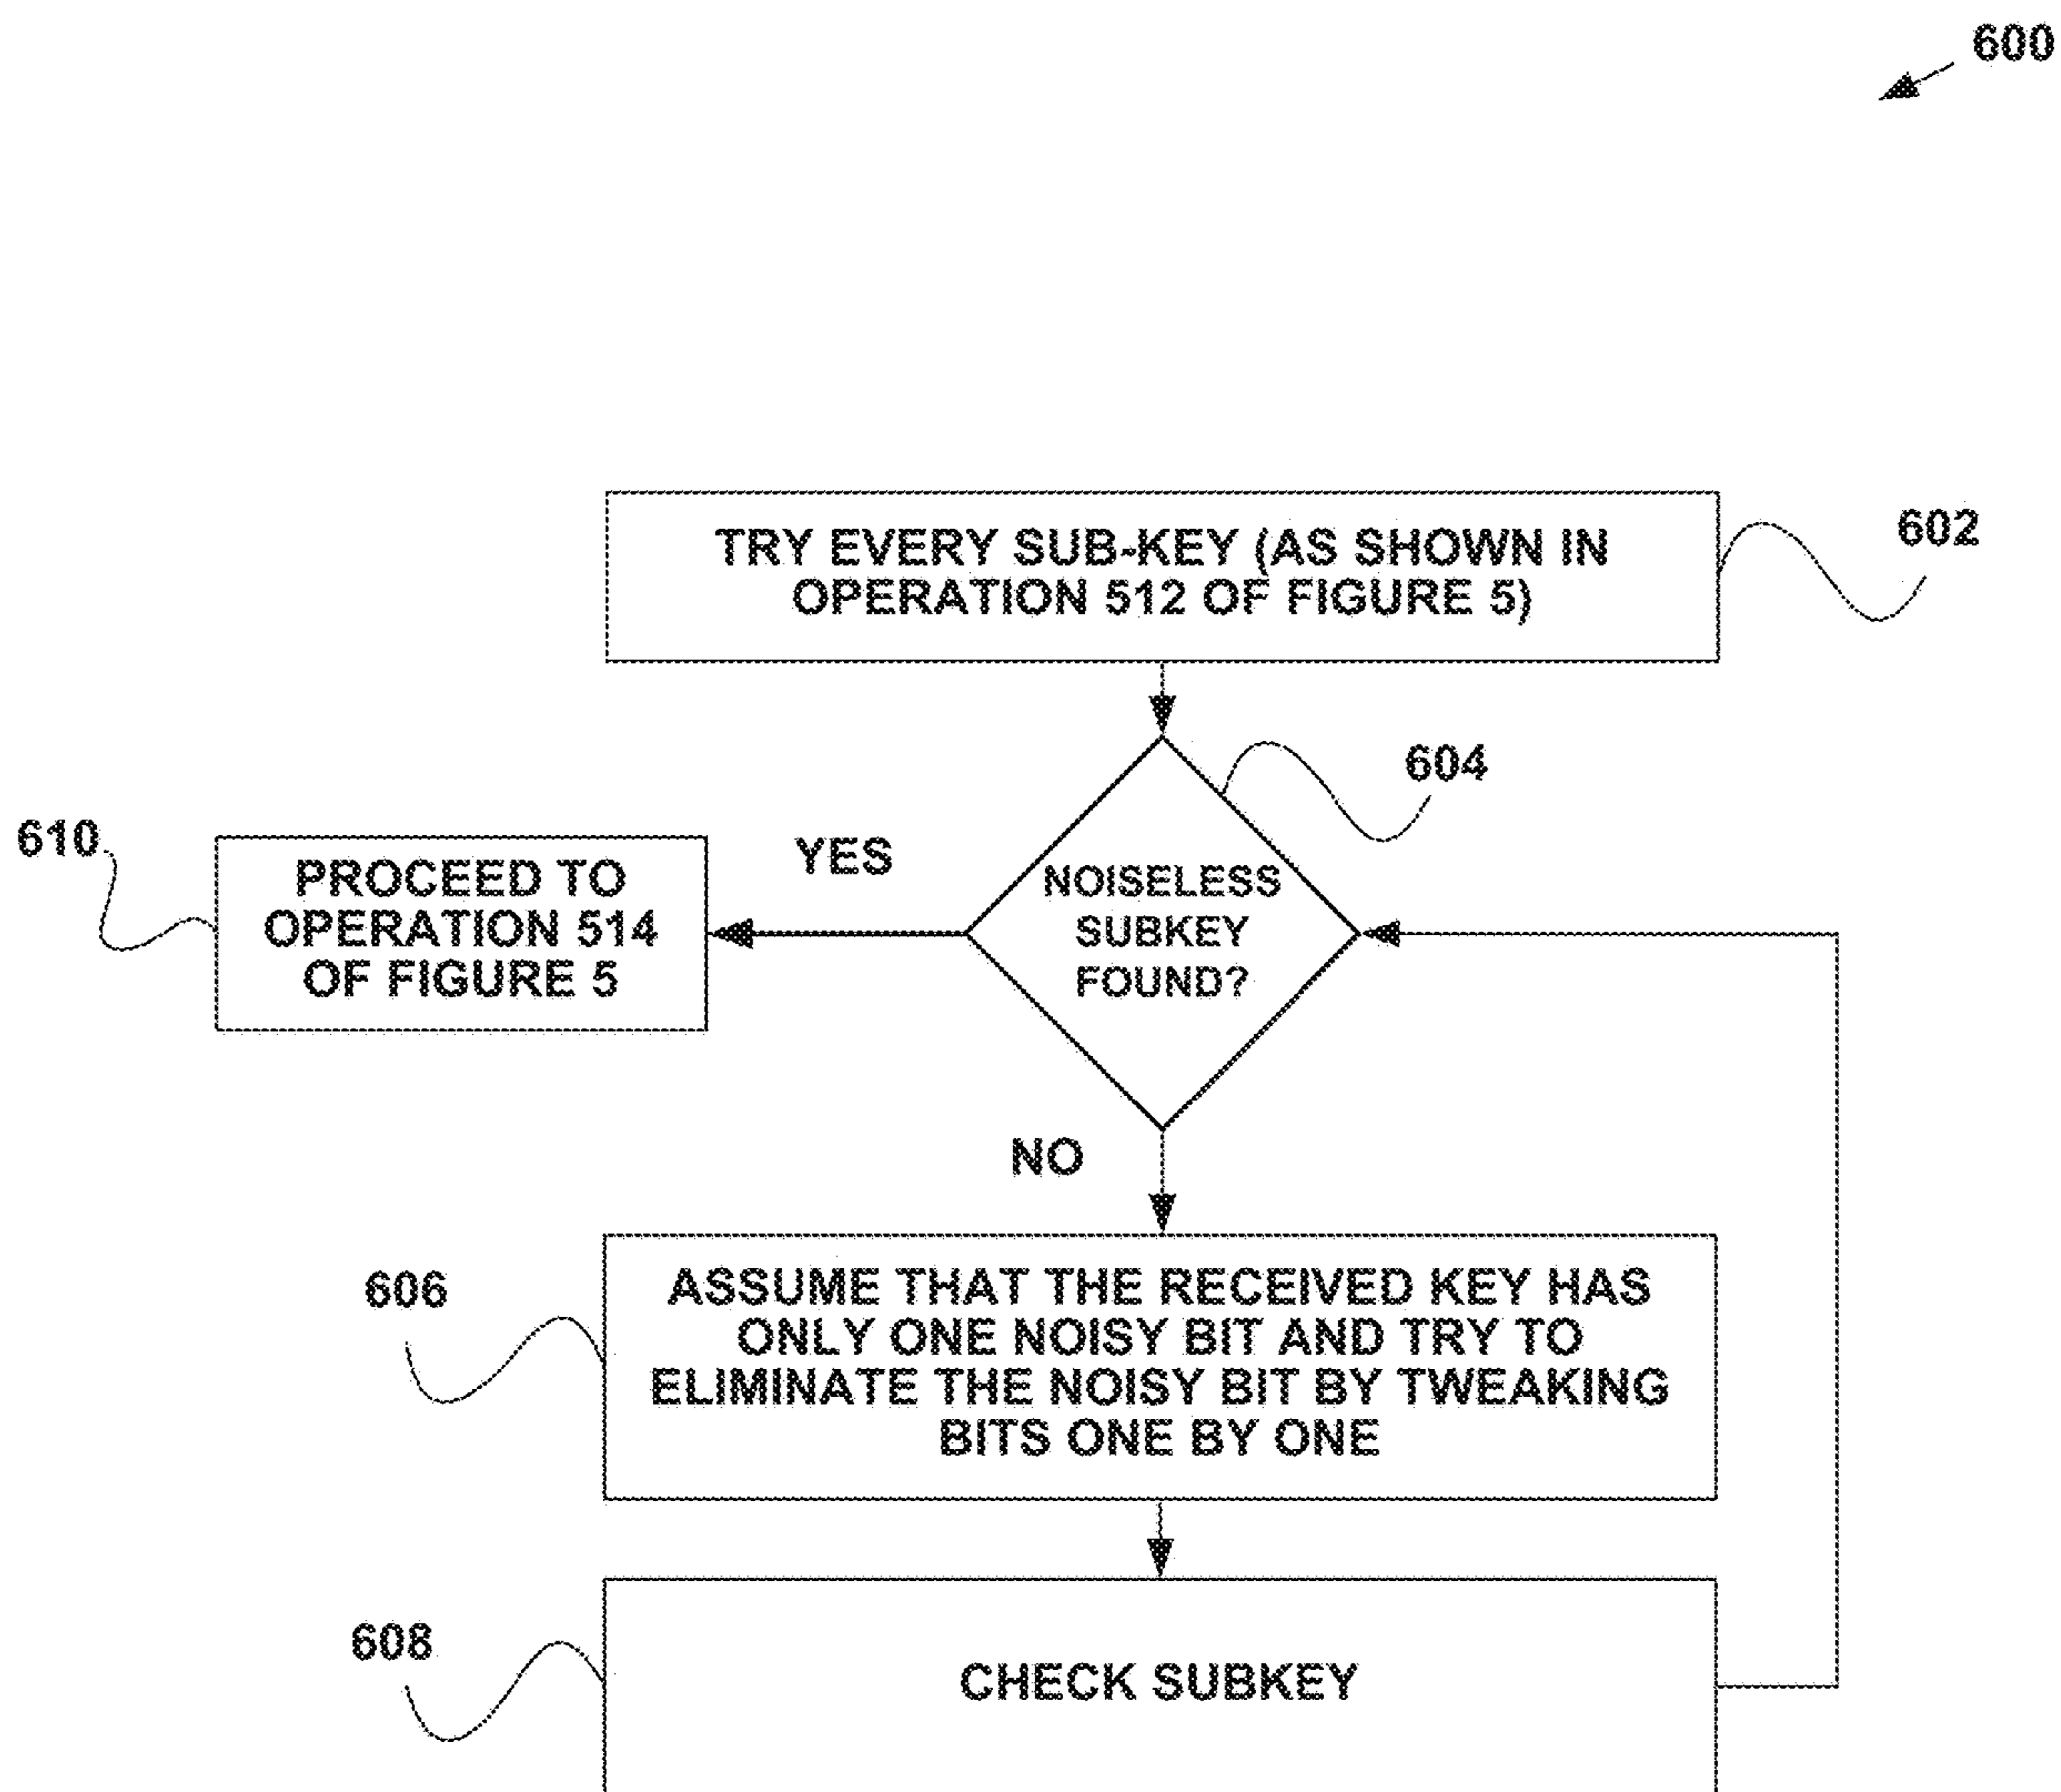 600
TRY EVERY SUB-KEY (AS SHOWN IN
OPERATION 512 OF FIGURE 5)
602
604
610
YES
PROCEED TO
OPERATION 514
OF FIGURE 5
NOISELESS
SUBKEY
FOUND?
NO
606
ASSUME THAT THE RECEIVED KEY HAS
ONLY ONE NOISY BIT AND TRY TO
ELIMINATE THE NOISY BIT BY TWEAKING
BITS ONE BY ONE
608
CHECK SUBKEY